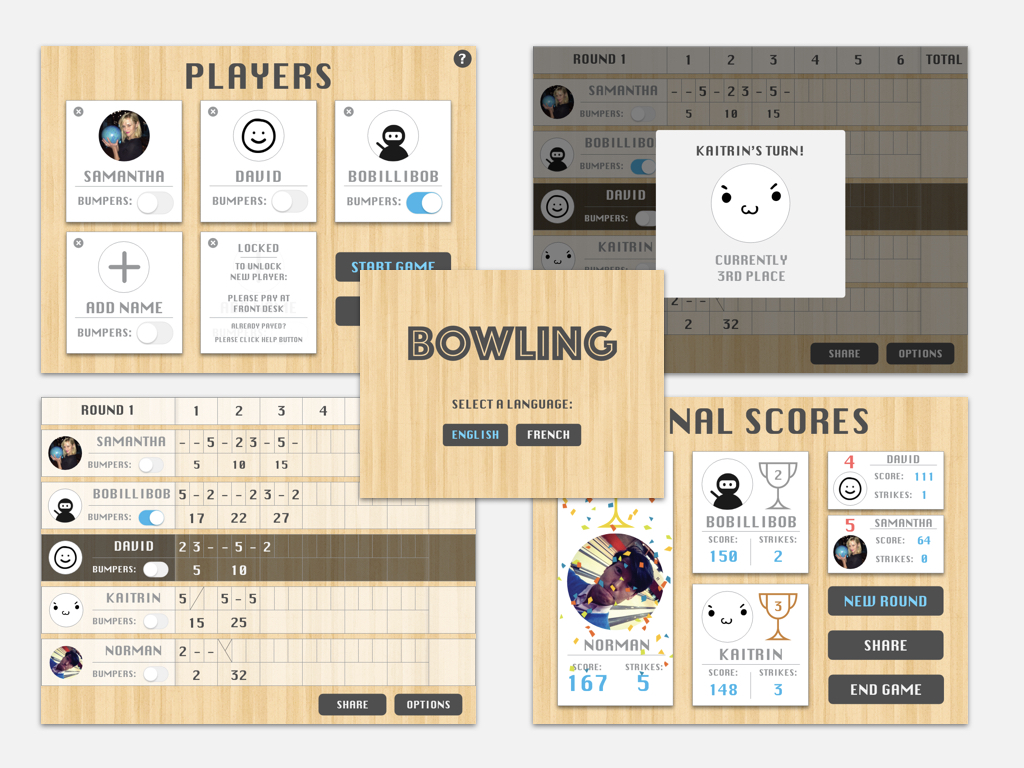 PLAYERS
?
SAMANTHA
BUMPERS:
DAVID
BUMPERS:
BOBILLIBOB
BUMPERS:
ADD NAME
BUMPERS:
LOCKED
TO UNLOCK
NEW PLAYER:
PLEASE PAY AT
FRONT DESK
ALREADY PAYED?
PLEASE CLICK HELP BUTTON
START GAME
ROUND 1 1 2 3 4 5 6 TOTAL
SAMANTHA - - 5 - 2 3 - 5 -
BUMPERS: 5 10 15
BOBILLIBO
BUMPERS:
DAVID
BUMPERS:
KAITRIN
2 - -
2 32
KAITRIN'S TURN!
CURRENTLY
3RD PLACE
SHARE OPTIONS
BOWLING
SELECT A LANGUAGE:
ENGLISH FRENCH
ROUND 1 1 2 3 4
SAMANTHA - - 5 - 2 3 - 5 -
BUMPERS: 5 10 15
BOBILLIBOB 5 - 2 - - 2 3 - 2
BUMPERS: 17 22 27
DAVID 2 3 - - 5 - 2
BUMPERS: 5 10
KAITRIN 5 / 5 - 5
BUMPERS: 15 25
NORMAN 2 - -
BUMPERS: 2 32
SHARE OPTIONS
NAL SCORES
NORMAN
SCORE: STRIKES:
167 5
2
BOBILLIBOB
SCORE: STRIKES:
150 2
3
KAITRIN
SCORE: STRIKES:
148 3
4 DAVID
SCORE: 111
STRIKES: 1
5 SAMANTHA
SCORE: 64
STRIKES: 0
NEW ROUND
SHARE
END GAME